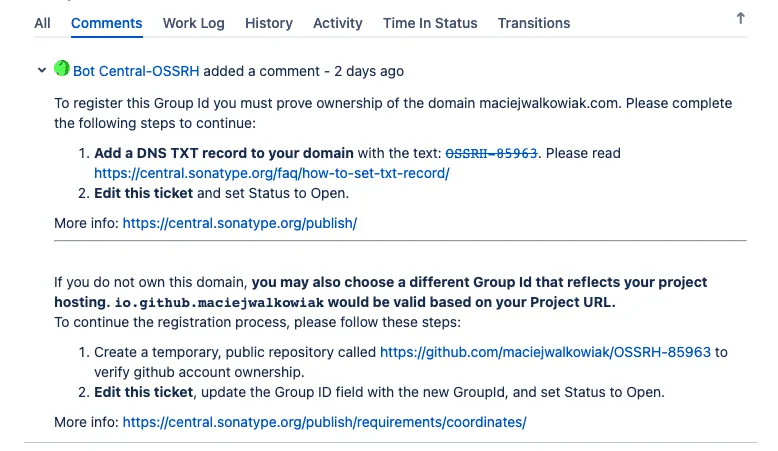 All Comments Work Log History Activity Time In Status Transitions
Bot Central-OSSRH added a comment - 2 days ago
To register this Group Id you must prove ownership of the domain maciejwalkowiak.com. Please complete
the following steps to continue:
1. Add a DNS TXT record to your domain with the text: OSSRH-85963. Please read
https://central.sonatype.org/faq/how-to-set-txt-record/
2. Edit this ticket and set Status to Open.
More info: https://central.sonatype.org/publish/
If you do not own this domain, you may also choose a different Group Id that reflects your project
hosting. io.github.maciejwalkowiak would be valid based on your Project URL.
To continue the registration process, please follow these steps:
1. Create a temporary, public repository called https://github.com/maciejwalkowiak/OSSRH-85963 to
verify github account ownership.
2. Edit this ticket, update the Group ID field with the new GroupId, and set Status to Open.
More info: https://central.sonatype.org/publish/requirements/coordinates/